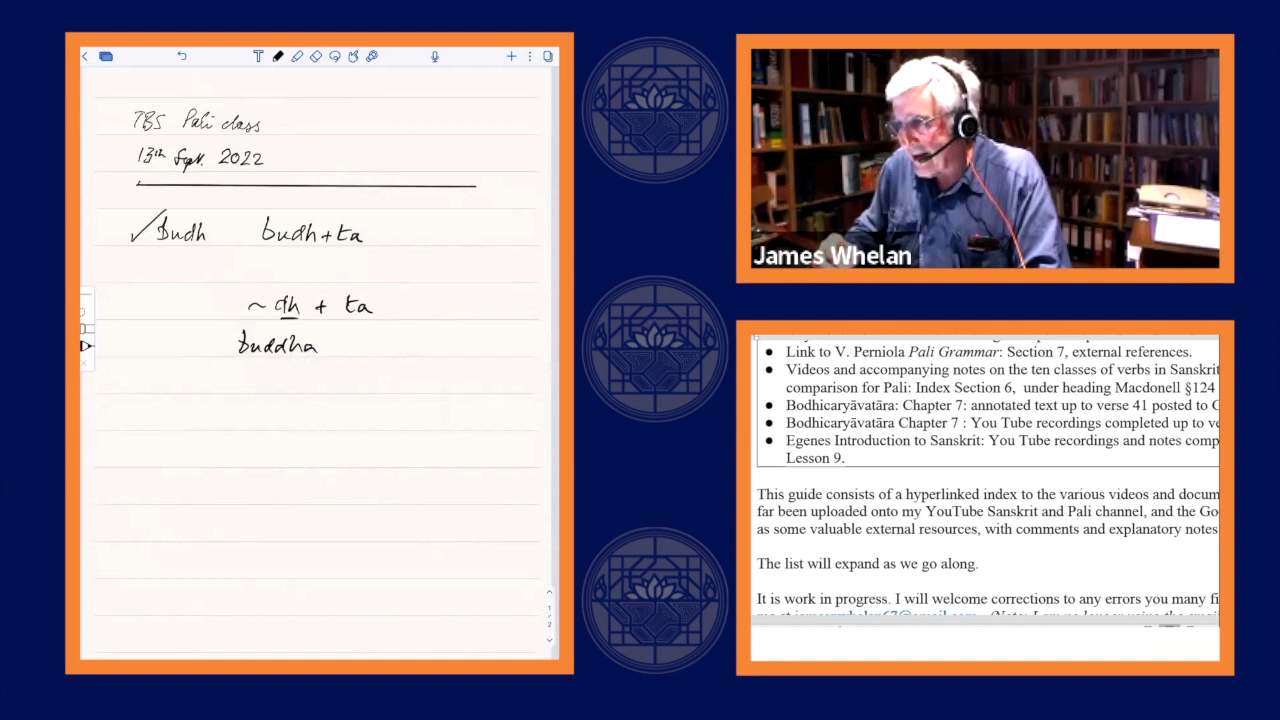 TBS Pali class
13th Sept. 2022
√budh budh+ta
~dh + ta
buddha
James Whelan
● Link to V. Perniola Pali Grammar: Section 7, external references.
● Videos and accompanying notes on the ten classes of verbs in Sanskrit
comparison for Pali: Index Section 6, under heading Macdonell §124
● Bodhicaryāvatāra: Chapter 7: annotated text up to verse 41 posted to
● Bodhicaryāvatāra Chapter 7 : You Tube recordings completed up to
● Egenes Introduction to Sanskrit: You Tube recordings and notes comp
Lesson 9.
This guide consists of a hyperlinked index to the various videos and docum
far been uploaded onto my YouTube Sanskrit and Pali channel, and the Go
as some valuable external resources, with comments and explanatory notes
The list will expand as we go along.
It is work in progress. I will welcome corrections to any errors you many fi